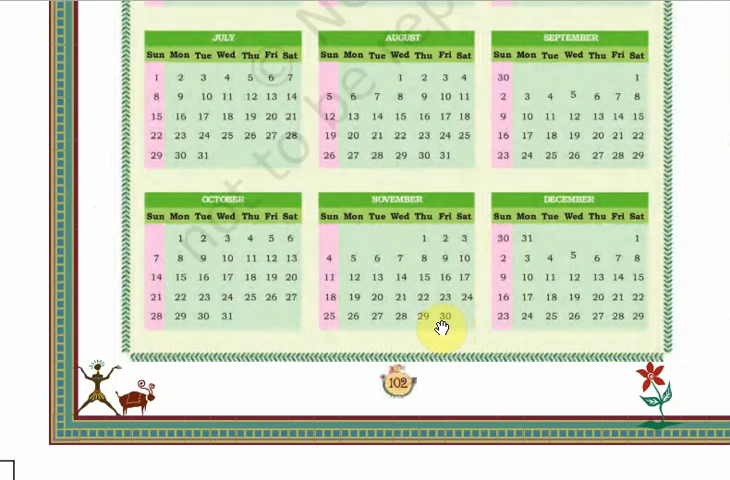 JULY
Sun Mon Tue Wed Thu Fri Sat
1 2 3 4 5 6 7
8 9 10 11 12 13 14
15 16 17 18 19 20 21
22 23 24 25 26 27 28
29 30 31
AUGUST
Sun Mon Tue Wed Thu Fri Sat
1 2 3 4
5 6 7 8 9 10 11
12 13 14 15 16 17 18
19 20 21 22 23 24 25
26 27 28 29 30 31
SEPTEMBER
Sun Mon Tue Wed Thu Fri Sat
30 1
2 3 4 5 6 7 8
9 10 11 12 13 14 15
16 17 18 19 20 21 22
23 24 25 26 27 28 29
OCTOBER
Sun Mon Tue Wed Thu Fri Sat
1 2 3 4 5 6
7 8 9 10 11 12 13
14 15 16 17 18 19 20
21 22 23 24 25 26 27
28 29 30 31
NOVEMBER
Sun Mon Tue Wed Thu Fri Sat
1 2 3
4 5 6 7 8 9 10
11 12 13 14 15 16 17
18 19 20 21 22 23 24
25 26 27 28 29 30
DECEMBER
Sun Mon Tue Wed Thu Fri Sat
30 31 1
2 3 4 5 6 7 8
9 10 11 12 13 14 15
16 17 18 19 20 21 22
23 24 25 26 27 28 29
©
not to be
102